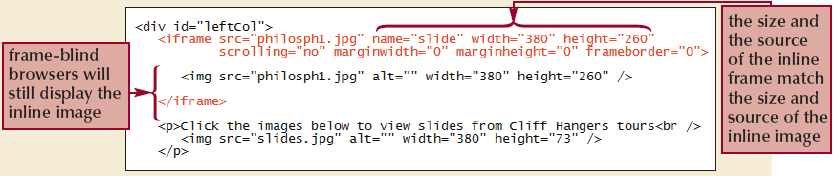 <div id="leftCol">
<iframe src="philosph1.jpg" name="slide" width="380" height="260"
scrolling="no" marginwidth="0" marginheight="0" frameborder="0">
<img src="philosph1.jpg" alt="" width="380" height="260" />
</iframe>
<p>Click the images below to view slides from Cliff Hangers tours<br />
<img src="slides.jpg" alt="" width="380" height="73" />
</p>
frame-blind
browsers will
still display the
inline image
the size and
the source
of the inline
frame match
the size and
source of the
inline image